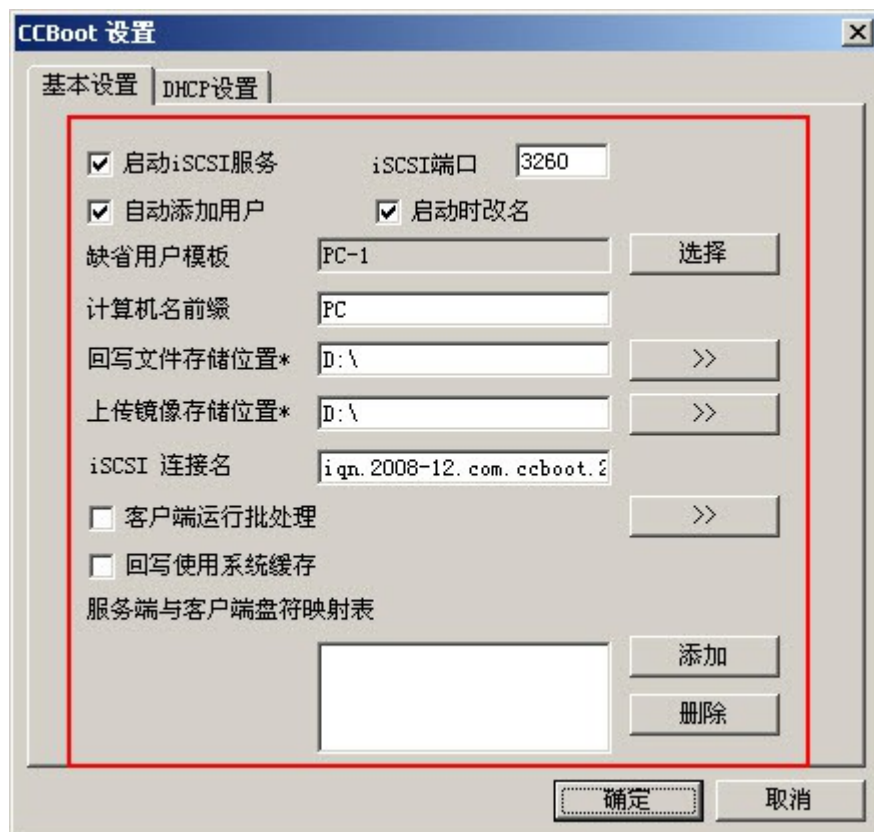 CCBoot 设置
基本设置 DHCP设置
启动iSCSI服务 iSCSI端口 3260
自动添加用户 启动时改名
缺省用户模板 PC-1 选择
计算机名前缀 PC
回写文件存储位置* D:\ >>
上传镜像存储位置* D:\ >>
iSCSI 连接名 iqn.2008-12.com.ccboot.2
客户端运行批处理 >>
回写使用系统缓存
服务端与客户端盘符映射表
添加
删除
确定 取消